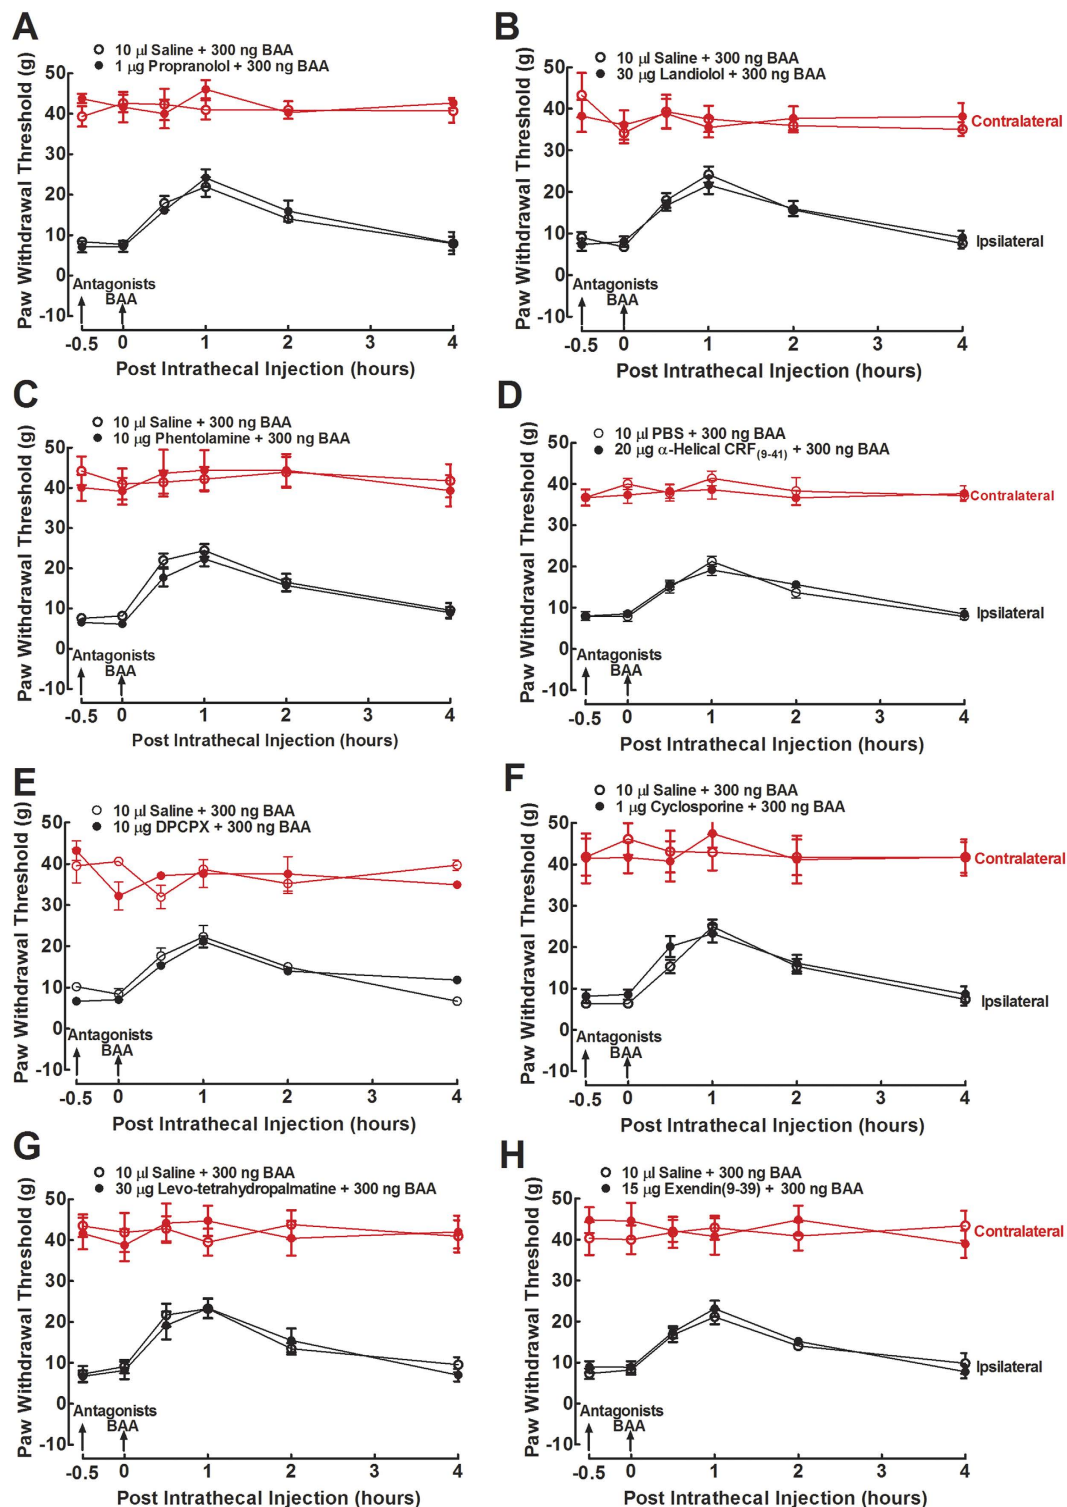 A
10 μl Saline + 300 ng BAA
1 μg Propranolol + 300 ng BAA
Paw Withdrawal Threshold (g)
50
40
30
20
10
0
-10
Antagonists
BAA
-0.5 0 1 2 3 4
Post Intrathecal Injection (hours)
B
10 μl Saline + 300 ng BAA
30 μg Landiolol + 300 ng BAA
Paw Withdrawal Threshold (g)
50
40
30
20
10
0
-10
Contralateral
Ipsilateral
Antagonists
BAA
-0.5 0 1 2 3 4
Post Intrathecal Injection (hours)
C
10 μl Saline + 300 ng BAA
10 μg Phentolamine + 300 ng BAA
Paw Withdrawal Threshold (g)
50
40
30
20
10
0
-10
Antagonists
BAA
-0.5 0 1 2 3 4
Post Intrathecal Injection (hours)
D
10 μl PBS + 300 ng BAA
20 μg α-Helical CRF(9-41) + 300 ng BAA
Paw Withdrawal Threshold (g)
50
40
30
20
10
0
-10
Contralateral
Ipsilateral
Antagonists
BAA
-0.5 0 1 2 3 4
Post Intrathecal Injection (hours)
E
10 μl Saline + 300 ng BAA
10 μg DPCPX + 300 ng BAA
Paw Withdrawal Threshold (g)
50
40
30
20
10
0
-10
Antagonists
BAA
-0.5 0 1 2 3 4
Post Intrathecal Injection (hours)
F
10 μl Saline + 300 ng BAA
1 μg Cyclosporine + 300 ng BAA
Paw Withdrawal Threshold (g)
50
40
30
20
10
0
-10
Contralateral
Ipsilateral
Antagonists
BAA
-0.5 0 1 2 3 4
Post Intrathecal Injection (hours)
G
10 μl Saline + 300 ng BAA
30 μg Levo-tetrahydropalmatine + 300 ng BAA
Paw Withdrawal Threshold (g)
50
40
30
20
10
0
-10
Antagonists
BAA
-0.5 0 1 2 3 4
Post Intrathecal Injection (hours)
H
10 μl Saline + 300 ng BAA
15 μg Exendin(9-39) + 300 ng BAA
Paw Withdrawal Threshold (g)
50
40
30
20
10
0
-10
Contralateral
Ipsilateral
Antagonists
BAA
-0.5 0 1 2 3 4
Post Intrathecal Injection (hours)